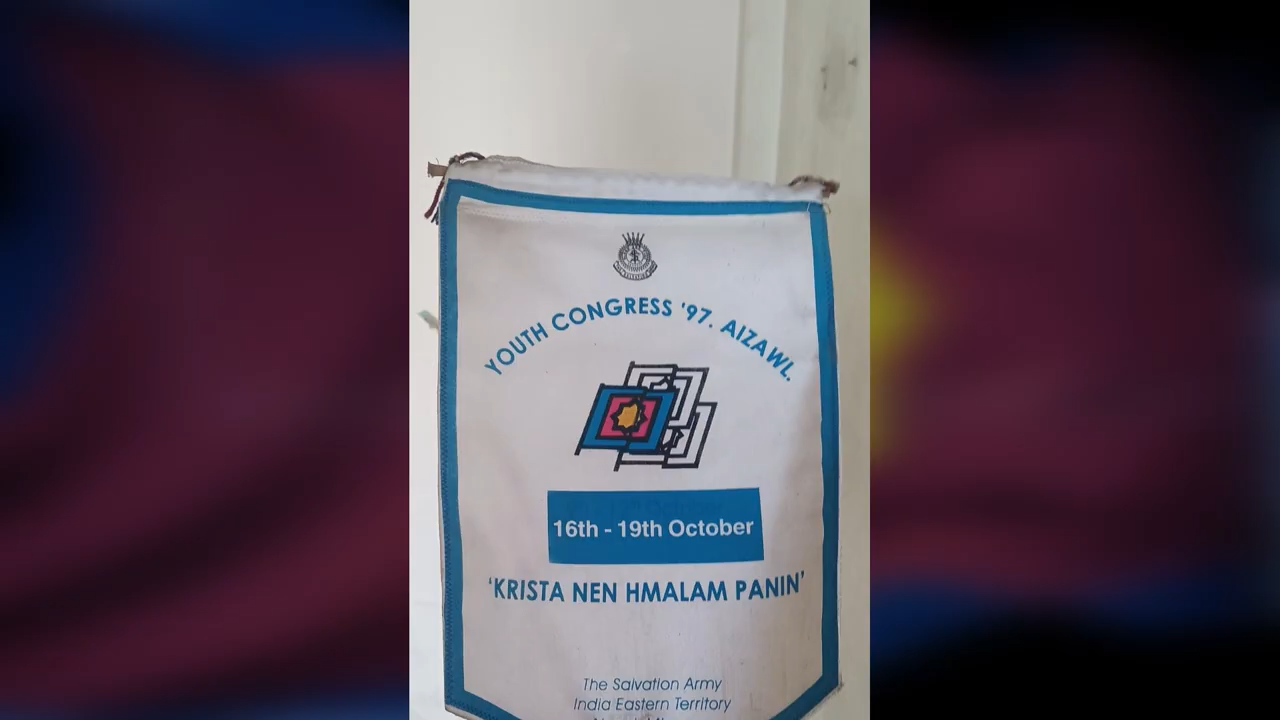 YOUTH CONGRESS '97. AIZAWL.
16th - 19th October
'KRISTA NEN HMALAM PANIN'
The Salvation Army
India Eastern Territory